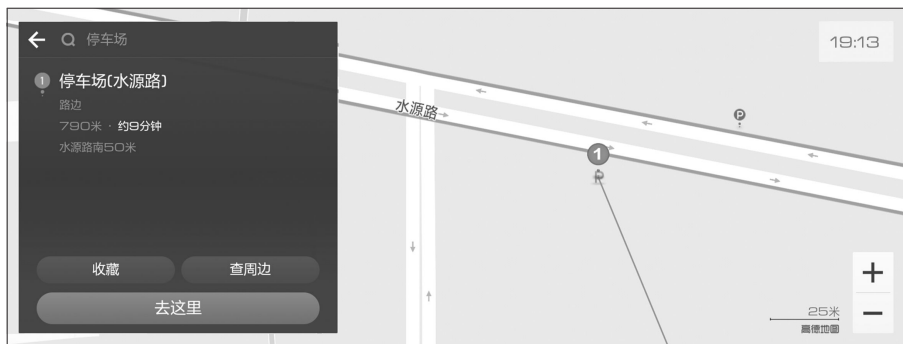 停车场
1
停车场(水源路)
路边
790米 · 约9分钟
水源路南50米
收藏
查周边
去这里
水源路
1
P
19:13
+
25米
−
高德地图